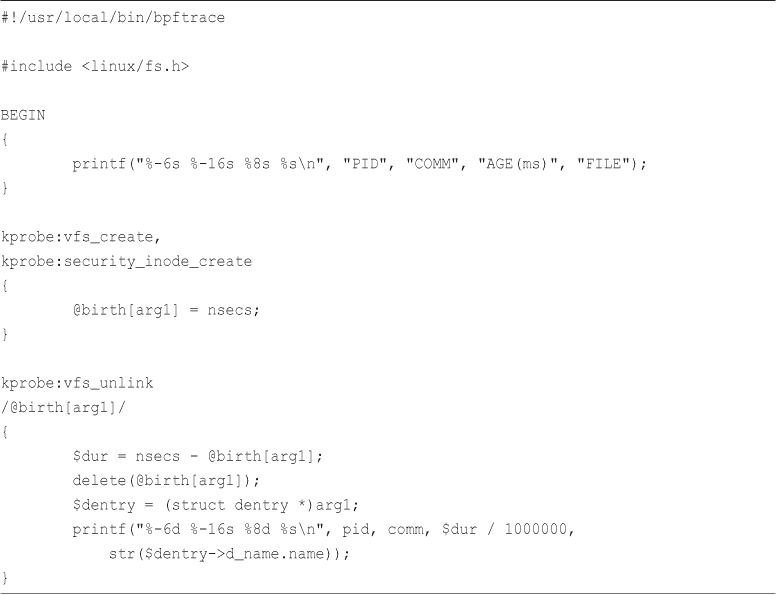 #!/usr/local/bin/bpftrace

#include <linux/fs.h>

BEGIN
{
        printf("%-6s %-16s %8s %s\n", "PID", "COMM", "AGE(ms)", "FILE");
}

kprobe:vfs_create,
kprobe:security_inode_create
{
        @birth[arg1] = nsecs;
}

kprobe:vfs_unlink
/@birth[arg1]/
{
        $dur = nsecs - @birth[arg1];
        delete(@birth[arg1]);
        $dentry = (struct dentry *)arg1;
        printf("%-6d %-16s %8d %s\n", pid, comm, $dur / 1000000,
            str($dentry->d_name.name));
}